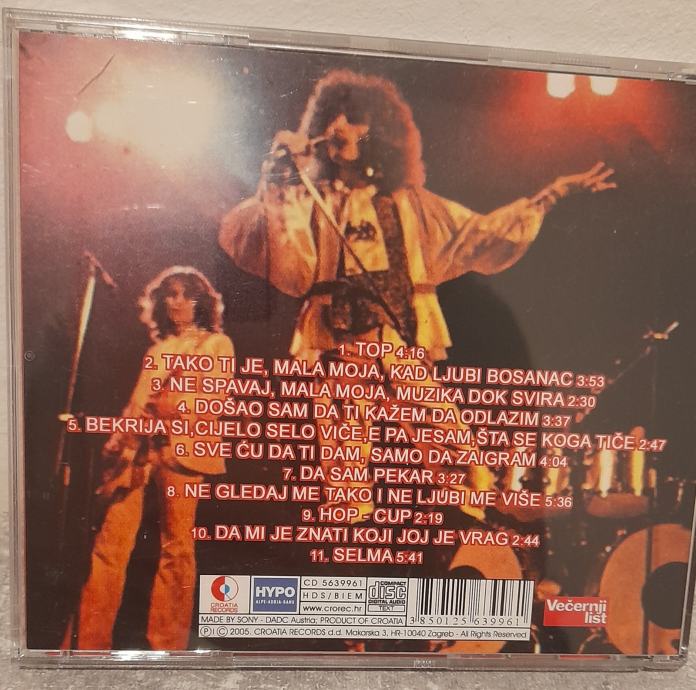 1. TOP 4:16
2. TAKO TI JE, MALA MOJA, KAD LJUBI BOSANAC 3:53
3. NE SPAVAJ, MALA MOJA, MUZIKA DOK SVIRA 2:30
4. DOŠAO SAM DA TI KAŽEM DA ODLAZIM 3:37
5. BEKRIJA SI,CIJELO SELO VIČE,E PA JESAM,ŠTA SE KOGA TIČE 2:47
6. SVE ĆU DA TI DAM, SAMO DA ZAIGRAM 4:04
7. DA SAM PEKAR 3:27
8. NE GLEDAJ ME TAKO I NE LJUBI ME VIŠE 5:36
9. HOP - CUP 2:19
10. DA MI JE ZNATI KOJI JOJ JE VRAG 2:44
11. SELMA 5:41
CROATIA
RECORDS
HYPO
ALPE-ADRIA-BANK
CD 5639961
HDS/BIEM
www.crorec.hr
COMPACT
disc
DIGITAL AUDIO
TEXT
3 850125 639961
MADE BY SONY - DADC Austria; PRODUCT OF CROATIA
(P) © 2005. CROATIA RECORDS d.d. Makarska 3, HR-10040 Zagreb - All Rights Reserved
Večernji
list